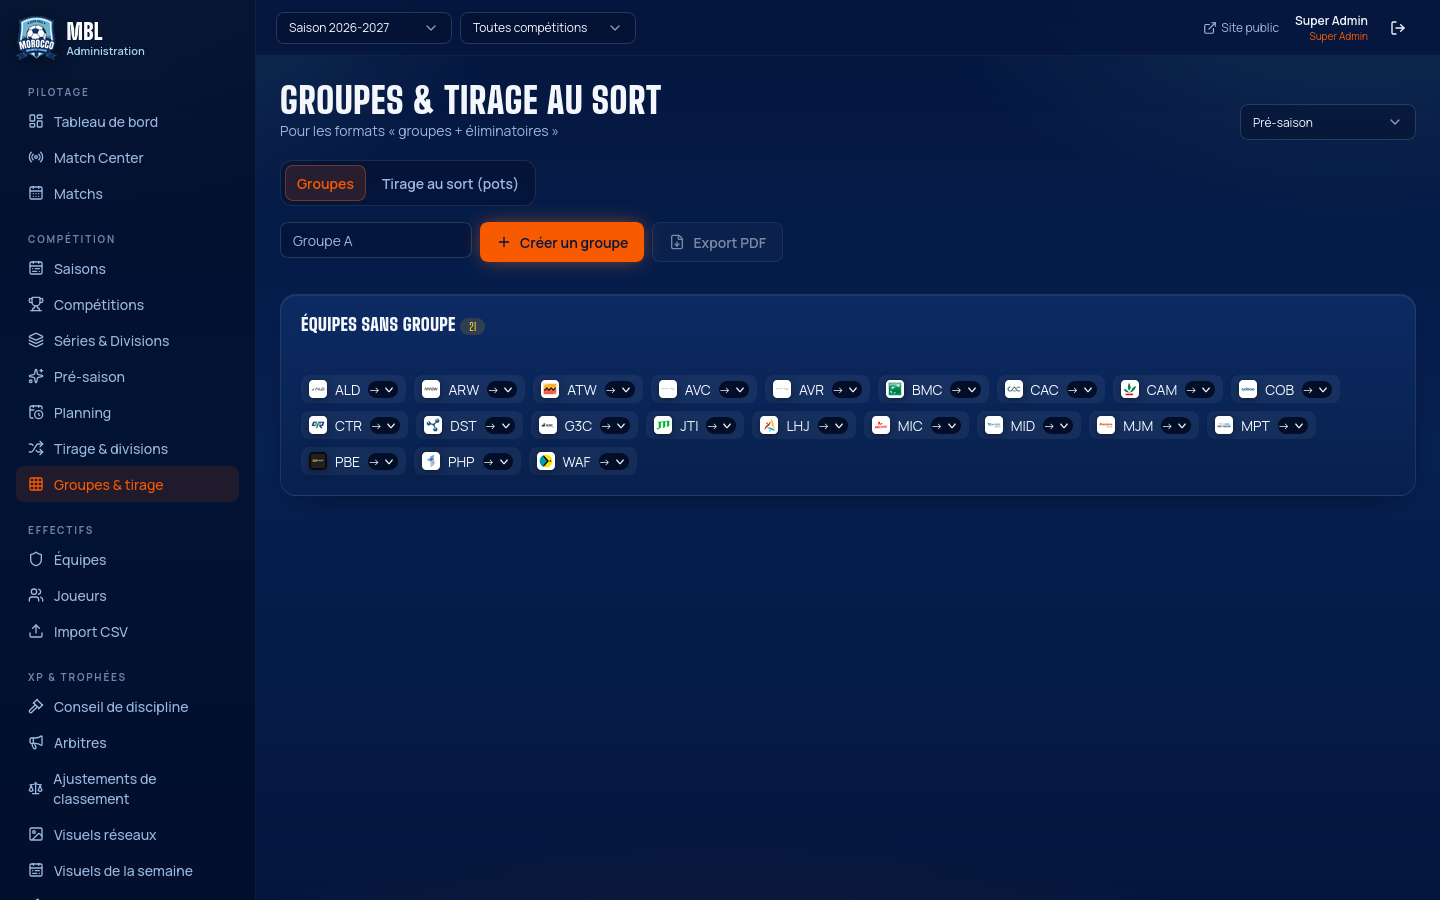 MBL
Administration
MOROCCO
PILOTAGE
Tableau de bord
Match Center
Matchs
COMPÉTITION
Saisons
Compétitions
Séries & Divisions
Pré-saison
Planning
Tirage & divisions
Groupes & tirage
EFFECTIFS
Équipes
Joueurs
Import CSV
XP & TROPHÉES
Conseil de discipline
Arbitres
Ajustements de
classement
Visuels réseaux
Visuels de la semaine
Saison 2026-2027
Toutes compétitions
Site public
Super Admin
Super Admin
GROUPES & TIRAGE AU SORT
Pour les formats « groupes + éliminatoires »
Pré-saison
Groupes
Tirage au sort (pots)
Groupe A
Créer un groupe
Export PDF
ÉQUIPES SANS GROUPE 21
ALD → ARW → ATW → AVC → AVR → BMC → CAC → CAM → COB →
CTR → DST → G3C → JTI → LHJ → MIC → MID → MJM → MPT →
PBE → PHP → WAF →